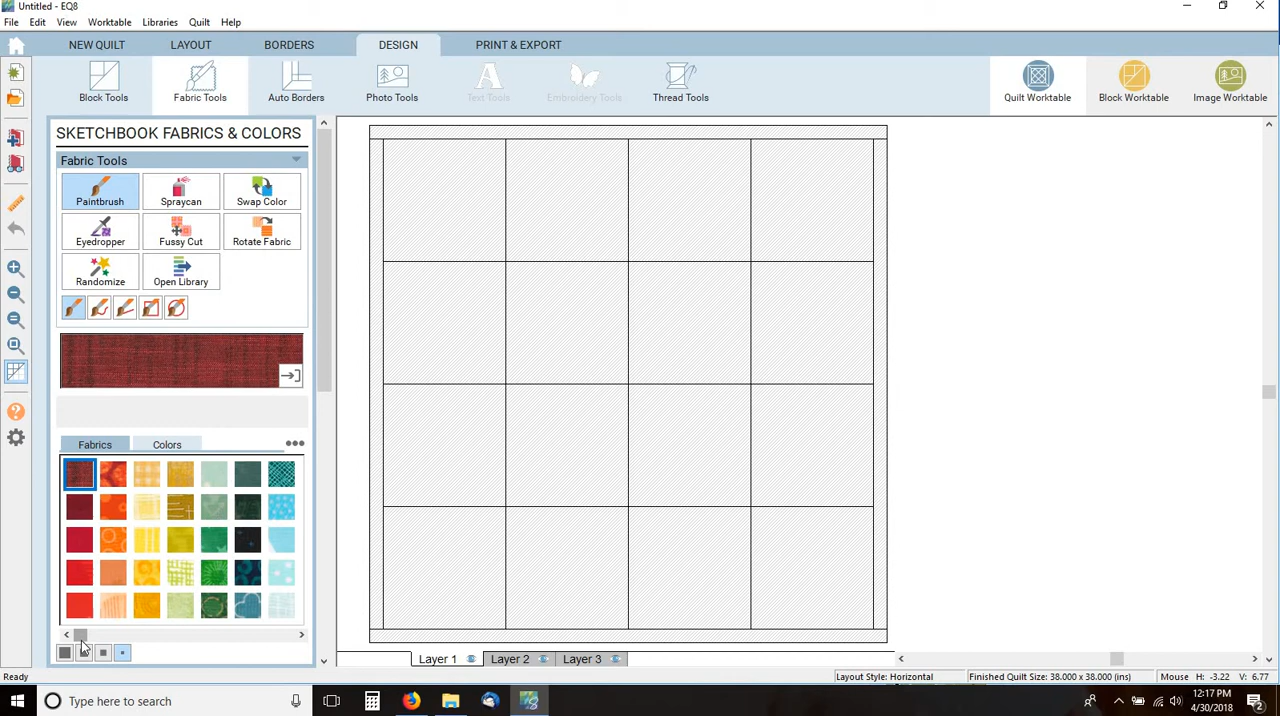 Untitled - EQ8
File Edit View Worktable Libraries Quilt Help
NEW QUILT LAYOUT BORDERS DESIGN PRINT & EXPORT
Block Tools Fabric Tools Auto Borders Photo Tools Text Tools Embroidery Tools Thread Tools Quilt Worktable Block Worktable Image Worktable
SKETCHBOOK FABRICS & COLORS
Fabric Tools
Paintbrush Spraycan Swap Color
Eyedropper Fussy Cut Rotate Fabric
Randomize Open Library
Fabrics Colors
Layer 1 Layer 2 Layer 3
Ready Layout Style: Horizontal Finished Quilt Size: 38.000 x 38.000 (ins) Mouse H: -3.22 V: 6.77
Type here to search
12:17 PM
4/30/2018
2